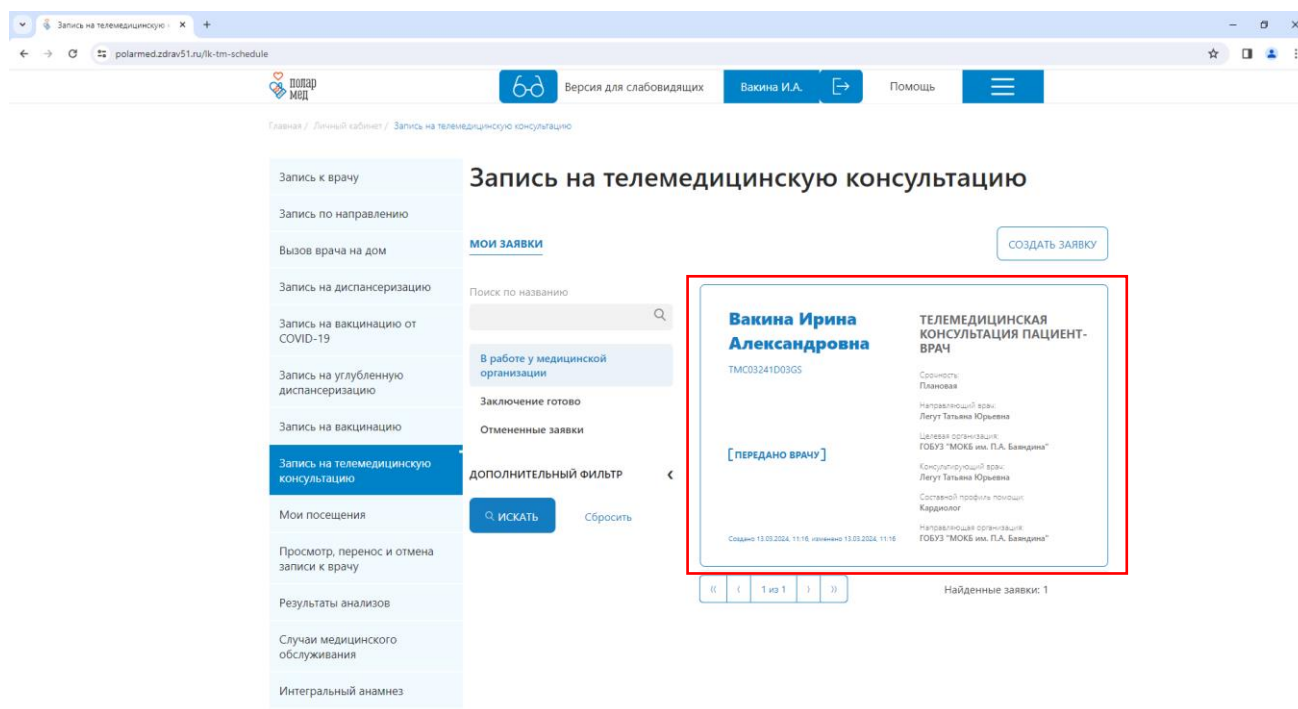 Запись на телемедицинскую
polarmed.zdrav51.ru/lk-tm-schedule
полармед
Версия для слабовидящих
Вакина И.А.
Помощь
Главная / Личный кабинет / Запись на телемедицинскую консультацию
Запись к врачу
Запись по направлению
Вызов врача на дом
Запись на диспансеризацию
Запись на вакцинацию от
COVID-19
Запись на углубленную
диспансеризацию
Запись на вакцинацию
Запись на телемедицинскую
консультацию
Мои посещения
Просмотр, перенос и отмена
записи к врачу
Результаты анализов
Случаи медицинского
обслуживания
Интегральный анамнез
Запись на телемедицинскую консультацию
МОИ ЗАЯВКИ
СОЗДАТЬ ЗАЯВКУ
Поиск по названию
В работе у медицинской
организации
Заключение готово
Отмененные заявки
ДОПОЛНИТЕЛЬНЫЙ ФИЛЬТР
ИСКАТЬ
Сбросить
Вакина Ирина
Александровна
TMC03241D03GS
[ПЕРЕДАНО ВРАЧУ]
Создано 13.03.2024, 11:16, изменено 13.03.2024, 11:16
ТЕЛЕМЕДИЦИНСКАЯ
КОНСУЛЬТАЦИЯ ПАЦИЕНТ-
ВРАЧ
Срочность:
Плановая
Направляющий врач:
Легут Татьяна Юрьевна
Целевая организация:
ГОБУЗ "МОКБ им. П.А. Баяндина"
Консультирующий врач:
Легут Татьяна Юрьевна
Составной профиль помощи:
Кардиолог
Направляющая организация:
ГОБУЗ "МОКБ им. П.А. Баяндина"
1 из 1
Найденные заявки: 1